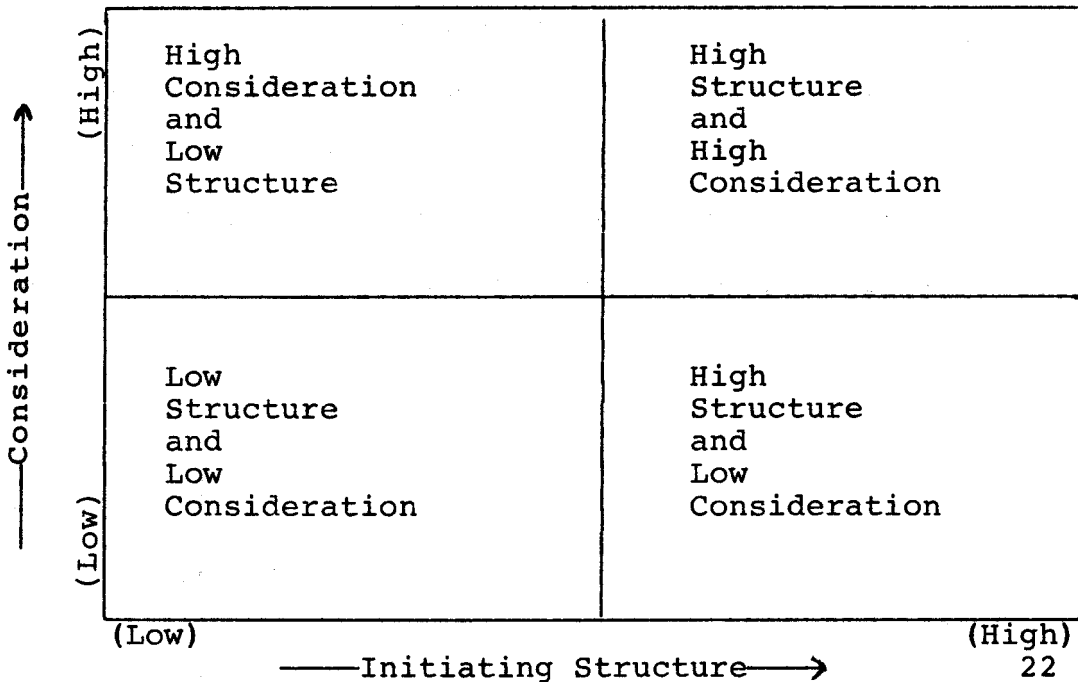 (High)
Consideration
(Low)
High
Consideration
and
Low
Structure
High
Structure
and
High
Consideration
Low
Structure
and
Low
Consideration
High
Structure
and
Low
Consideration
(Low)
(High)
Initiating Structure
22